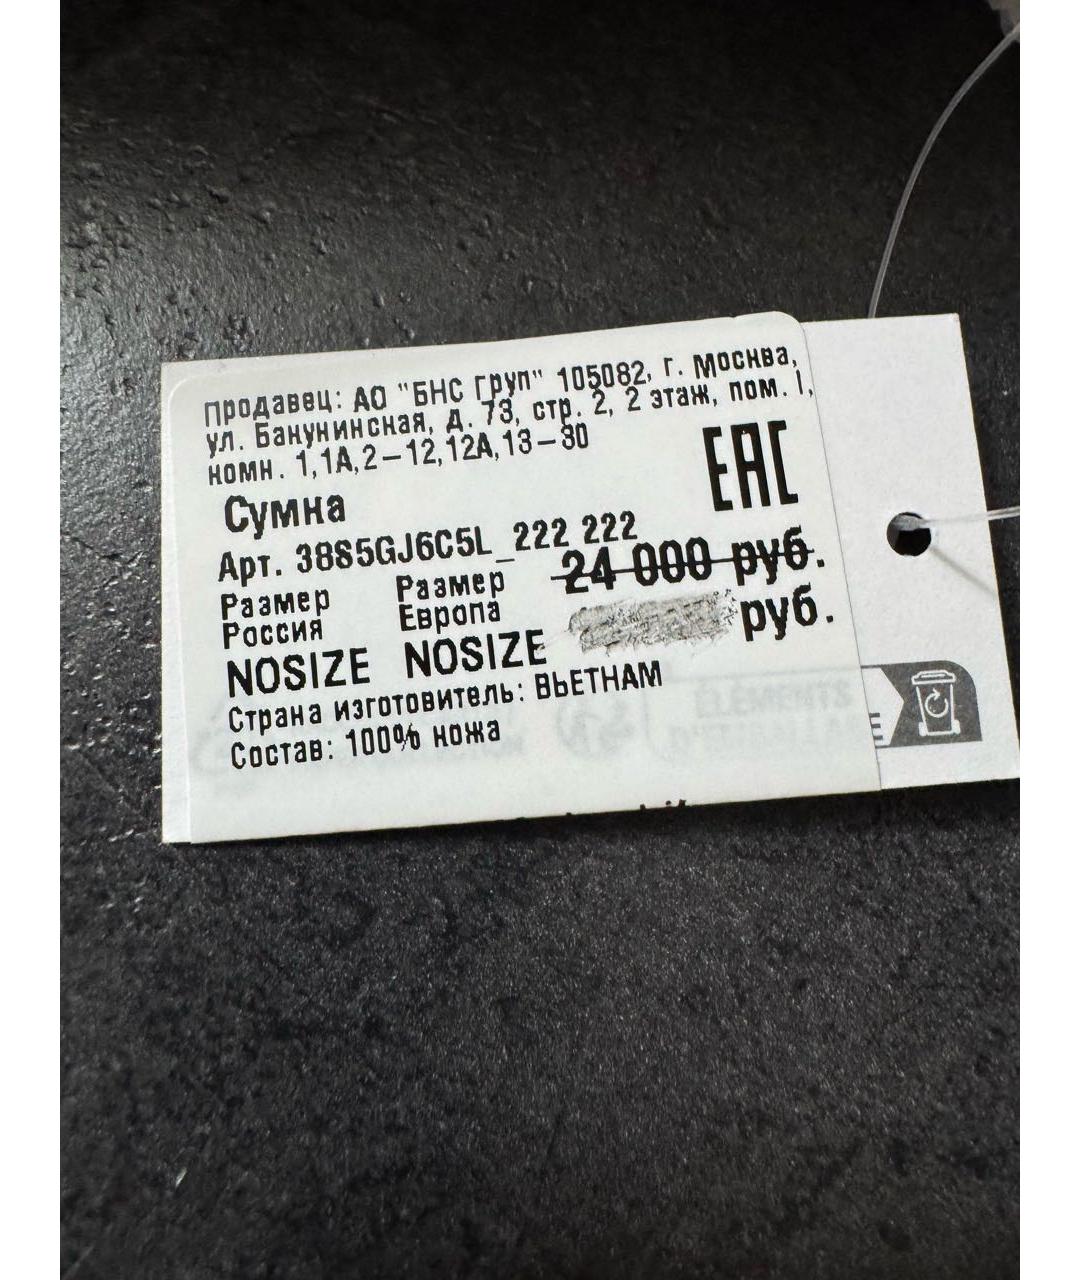 Продавец: АО "БНС Груп" 105082, г. Москва,
ул. Бакунинская, д. 73, стр. 2, 2 этаж, пом. I,
комн. 1,1А,2–12,12А,13–30
EAC
Сумка
Арт. 38S5GJ6C5L_222 222
24 000 руб.
Размер Россия
Размер Европа
руб.
NOSIZE NOSIZE
Страна изготовитель: ВЬЕТНАМ
Состав: 100% кожа
ÉLÉMENTS
E